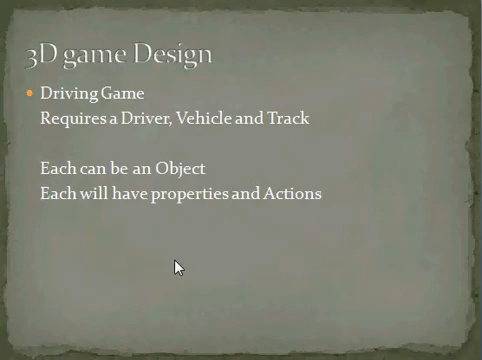 3D game Design
Driving Game
Requires a Driver, Vehicle and Track
Each can be an Object
Each will have properties and Actions